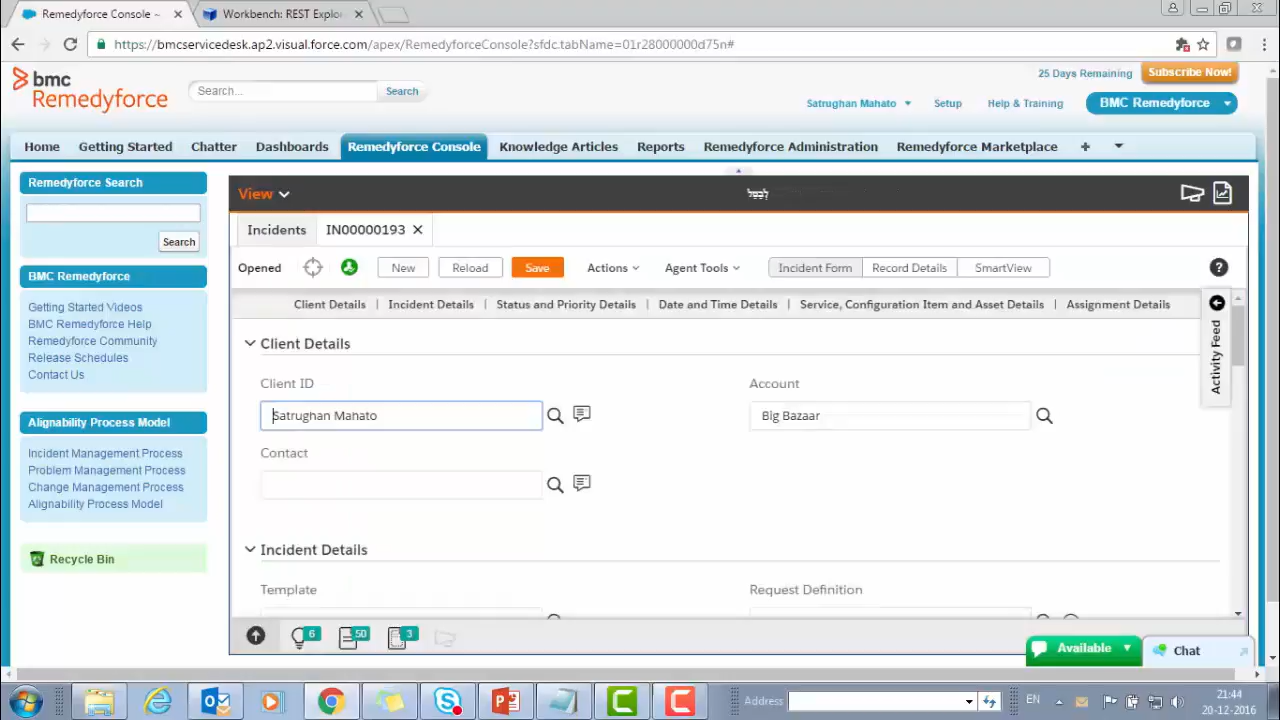 Remedyforce Console ~
Workbench: REST Explo
https://bmcservicedesk.ap2.visual.force.com/apex/RemedyforceConsole?sfdc.tabName=01r28000000d75n#
bmc
Remedyforce
Search...
Search
25 Days Remaining
Subscribe Now!
Satrughan Mahato
Setup
Help & Training
BMC Remedyforce
Home
Getting Started
Chatter
Dashboards
Remedyforce Console
Knowledge Articles
Reports
Remedyforce Administration
Remedyforce Marketplace
Remedyforce Search
Search
BMC Remedyforce
Getting Started Videos
BMC Remedyforce Help
Remedyforce Community
Release Schedules
Contact Us
Alignability Process Model
Incident Management Process
Problem Management Process
Change Management Process
Alignability Process Model
Recycle Bin
View
Incidents
IN00000193
Opened
New
Reload
Save
Actions
Agent Tools
Incident Form
Record Details
SmartView
Client Details | Incident Details | Status and Priority Details | Date and Time Details | Service, Configuration Item and Asset Details | Assignment Details
Activity Feed
Client Details
Client ID
Account
Satrughan Mahato
Big Bazaar
Contact
Incident Details
Template
Request Definition
6
50
3
Available
Chat
Address
EN
21:44
20-12-2016